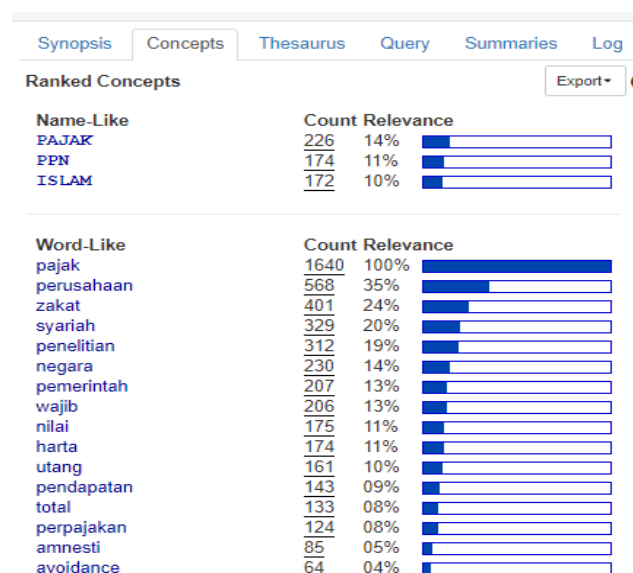 Synopsis Concepts Thesaurus Query Summaries Log
Ranked Concepts Export
Name-Like Count Relevance
PAJAK 226 14%
PPN 174 11%
ISLAM 172 10%
Word-Like Count Relevance
pajak 1640 100%
perusahaan 568 35%
zakat 401 24%
syariah 329 20%
penelitian 312 19%
negara 230 14%
pemerintah 207 13%
wajib 206 13%
nilai 175 11%
harta 174 11%
utang 161 10%
pendapatan 143 09%
total 133 08%
perpajakan 124 08%
amnesti 85 05%
avoidance 64 04%